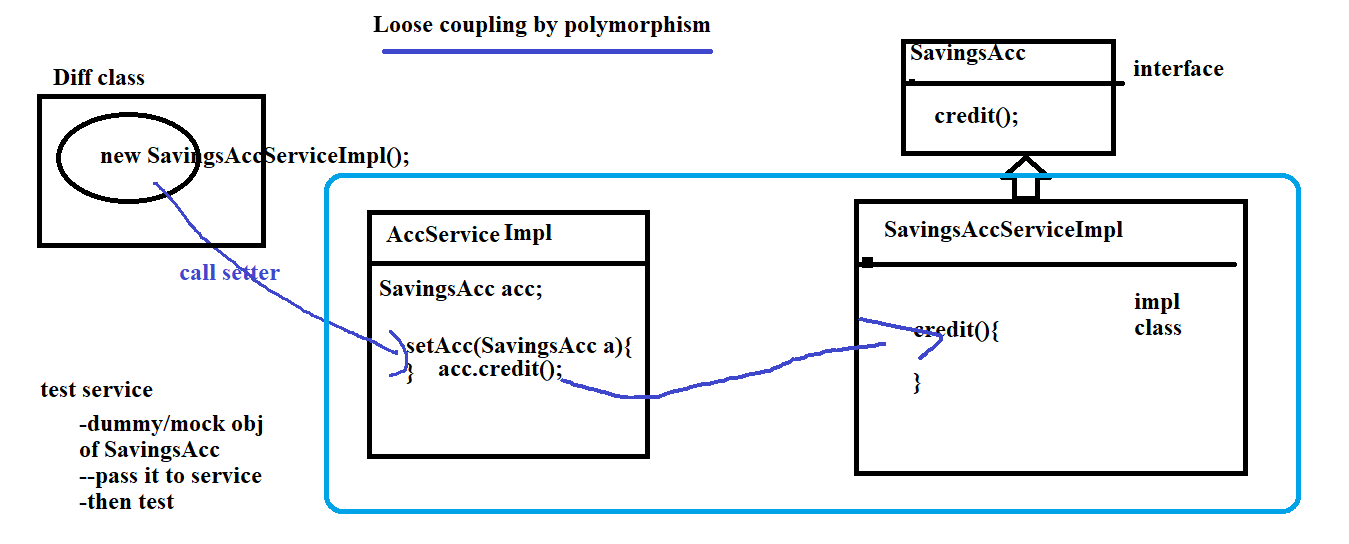 Loose coupling by polymorphism
Diff class
new SavingsAccServiceImpl();
call setter
SavingsAcc
interface
credit();
AccService Impl
SavingsAcc acc;
setAcc(SavingsAcc a){
} acc.credit();
SavingsAccServiceImpl
impl
class
credit(){
}
test service
-dummy/mock obj
of SavingsAcc
--pass it to service
-then test